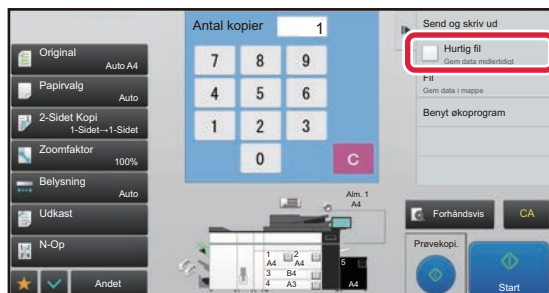 Original
Auto A4
Papirvalg
Auto
2-Sidet Kopi
1-Sidet→1-Sidet
Zoomfaktor
100%
Belysning
Auto
Udkast
N-Op
Andet
Antal kopier
1
7 8 9
4 5 6
1 2 3
0 C
Alm. 1
A4
1
A4
2
A4
3 B4
4 A3
5
A4
Send og skriv ud
Hurtig fil
Gem data midlertidigt
Fil
Gem data i mappe
Benyt økoprogram
Forhåndsvis
CA
Prøvekopi.
Start